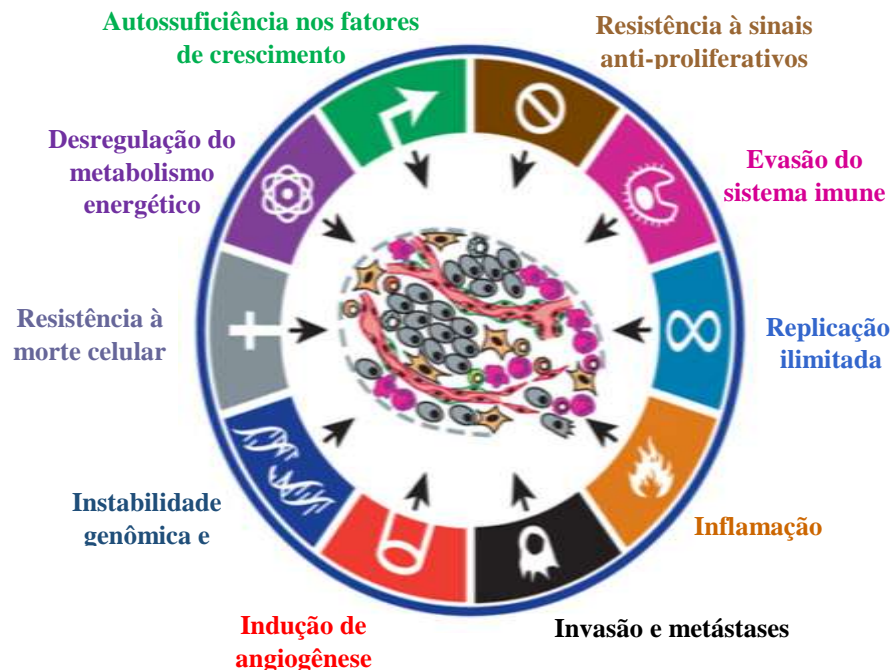 Autossuficiência nos fatores
de crescimento
Resistência à sinais
anti-proliferativos
Desregulação do
metabolismo
energético
Evasão do
sistema imune
Resistência à
morte celular
Replicação
ilimitada
Instabilidade
genômica e
Inflamação
Indução de
angiogênese
Invasão e metástases